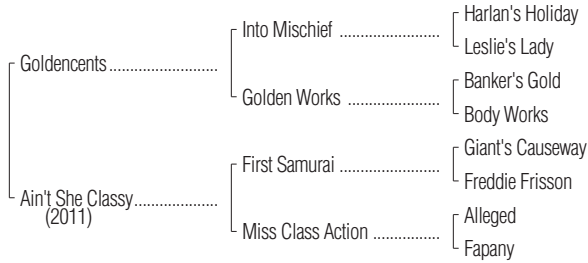 Harlan's Holiday
Into Mischief ....................
Leslie's Lady
Goldencents ......................
Banker's Gold
Golden Works ....................
Body Works
Giant's Causeway
First Samurai ....................
Freddie Frisson
Ain't She Classy .................
(2011)
Alleged
Miss Class Action ................
Fapany